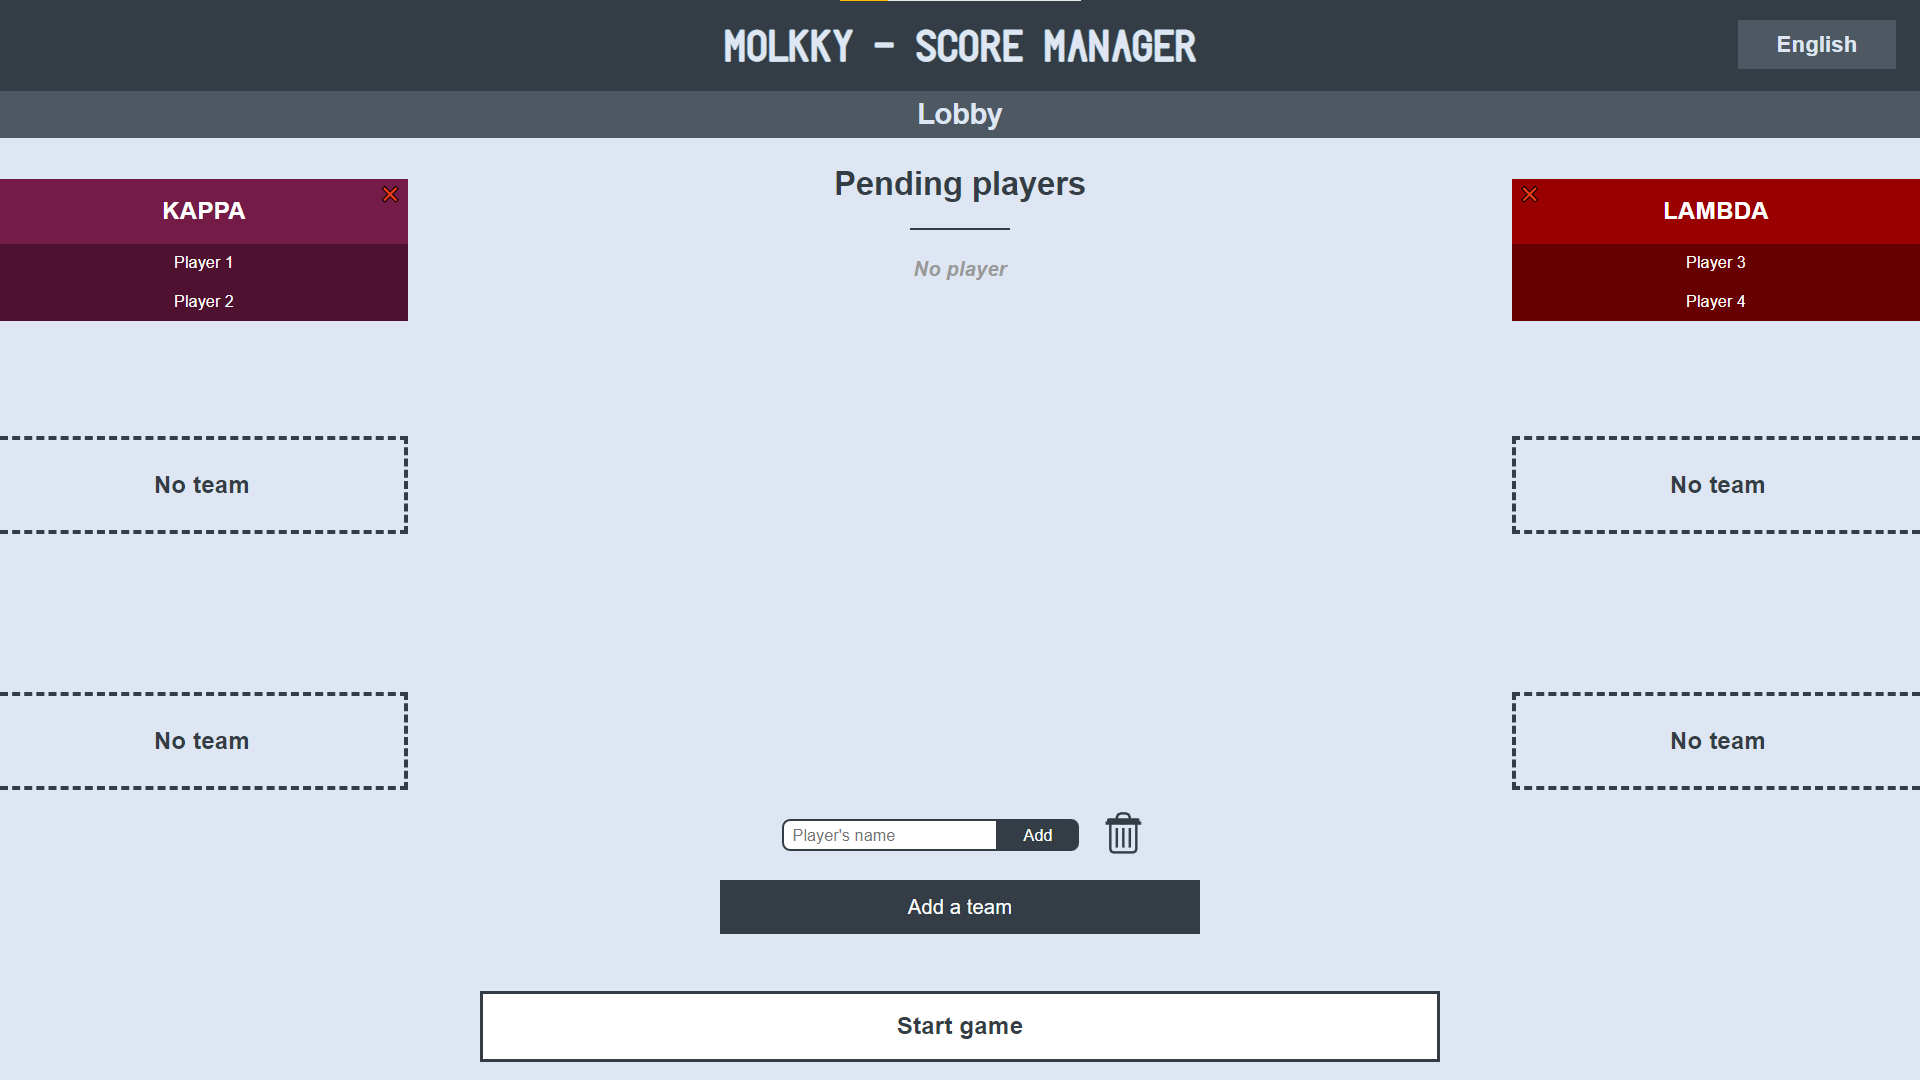 MOLKKY - SCORE MANAGER
English
Lobby
Pending players
No player
KAPPA
Player 1
Player 2
LAMBDA
Player 3
Player 4
No team
No team
No team
No team
Player's name
Add
Add a team
Start game